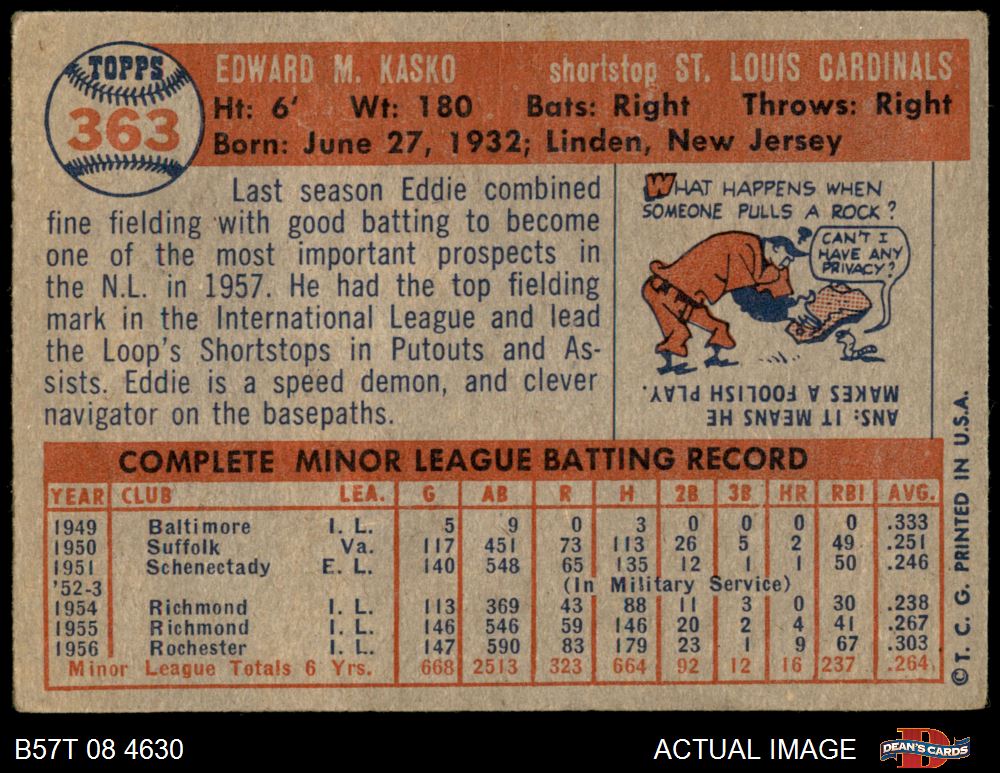 TOPPS
363
EDWARD M. KASKO shortstop ST. LOUIS CARDINALS
Ht: 6' Wt: 180 Bats: Right Throws: Right
Born: June 27, 1932; Linden, New Jersey
Last season Eddie combined
fine fielding with good batting to become
one of the most important prospects in
the N.L. in 1957. He had the top fielding
mark in the International League and lead
the Loop's Shortstops in Putouts and As-
sists. Eddie is a speed demon, and clever
navigator on the basepaths.
WHAT HAPPENS WHEN
SOMEONE PULLS A ROCK?
CAN'T I
HAVE ANY
PRIVACY?
ANS: IT MEANS HE
MAKES A FOOLISH PLAY.
COMPLETE MINOR LEAGUE BATTING RECORD
YEAR CLUB LEA. G AB R H 2B 3B HR RBI AVG.
1949 Baltimore I. L. 5 9 0 3 0 0 0 0 .333
1950 Suffolk Va. 117 451 73 113 26 5 2 49 .251
1951 Schenectady E. L. 140 548 65 135 12 1 1 50 .246
'52-3 (In Military Service)
1954 Richmond I. L. 113 369 43 88 11 3 0 30 .238
1955 Richmond I. L. 146 546 59 146 20 2 4 41 .267
1956 Rochester I. L. 147 590 83 179 23 1 9 67 .303
Minor League Totals 6 Yrs. 668 2513 323 664 92 12 16 237 .264
© T. C. G. PRINTED IN U.S.A.
B57T 08 4630 ACTUAL IMAGE
DEAN'S CARDS